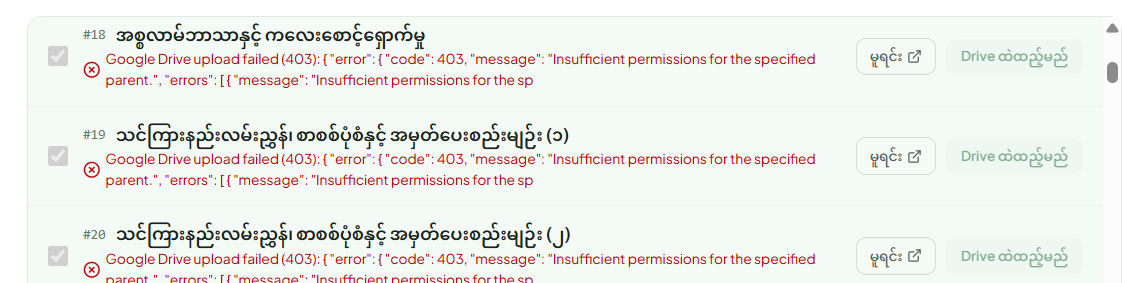 #18 အစ္စလာမ်ဘာသာနှင့် ကလေးစောင့်ရှောက်မှု
Google Drive upload failed (403): { "error": { "code": 403, "message": "Insufficient permissions for the specified
parent.", "errors": [ { "message": "Insufficient permissions for the sp
မူရင်း
Drive ထဲထည့်မည်
#19 သင်ကြားနည်းလမ်းညွှန်၊ စာစစ်ပုံစံနှင့် အမှတ်ပေးစည်းမျဉ်း (၁)
Google Drive upload failed (403): { "error": { "code": 403, "message": "Insufficient permissions for the specified
parent.", "errors": [ { "message": "Insufficient permissions for the sp
မူရင်း
Drive ထဲထည့်မည်
#20 သင်ကြားနည်းလမ်းညွှန်၊ စာစစ်ပုံစံနှင့် အမှတ်ပေးစည်းမျဉ်း (၂)
Google Drive upload failed (403): { "error": { "code": 403, "message": "Insufficient permissions for the specified
parent.", "errors": [ { "message": "Insufficient permissions for the sp
မူရင်း
Drive ထဲထည့်မည်